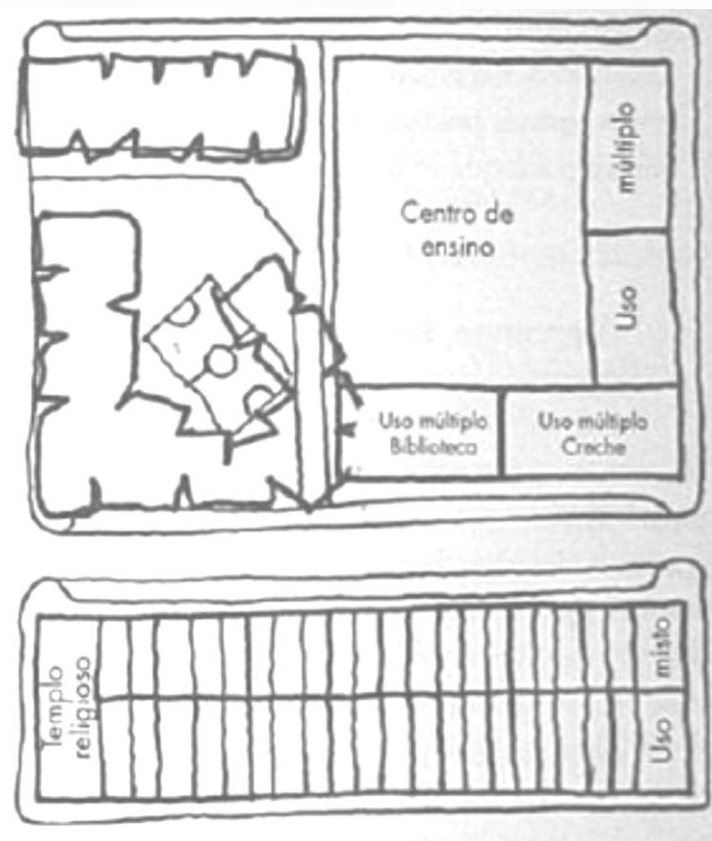 múltiplo
Centro de
ensino
Uso
Uso múltiplo
Biblioteca
Uso múltiplo
Creche
Templo
religioso
misto
Uso